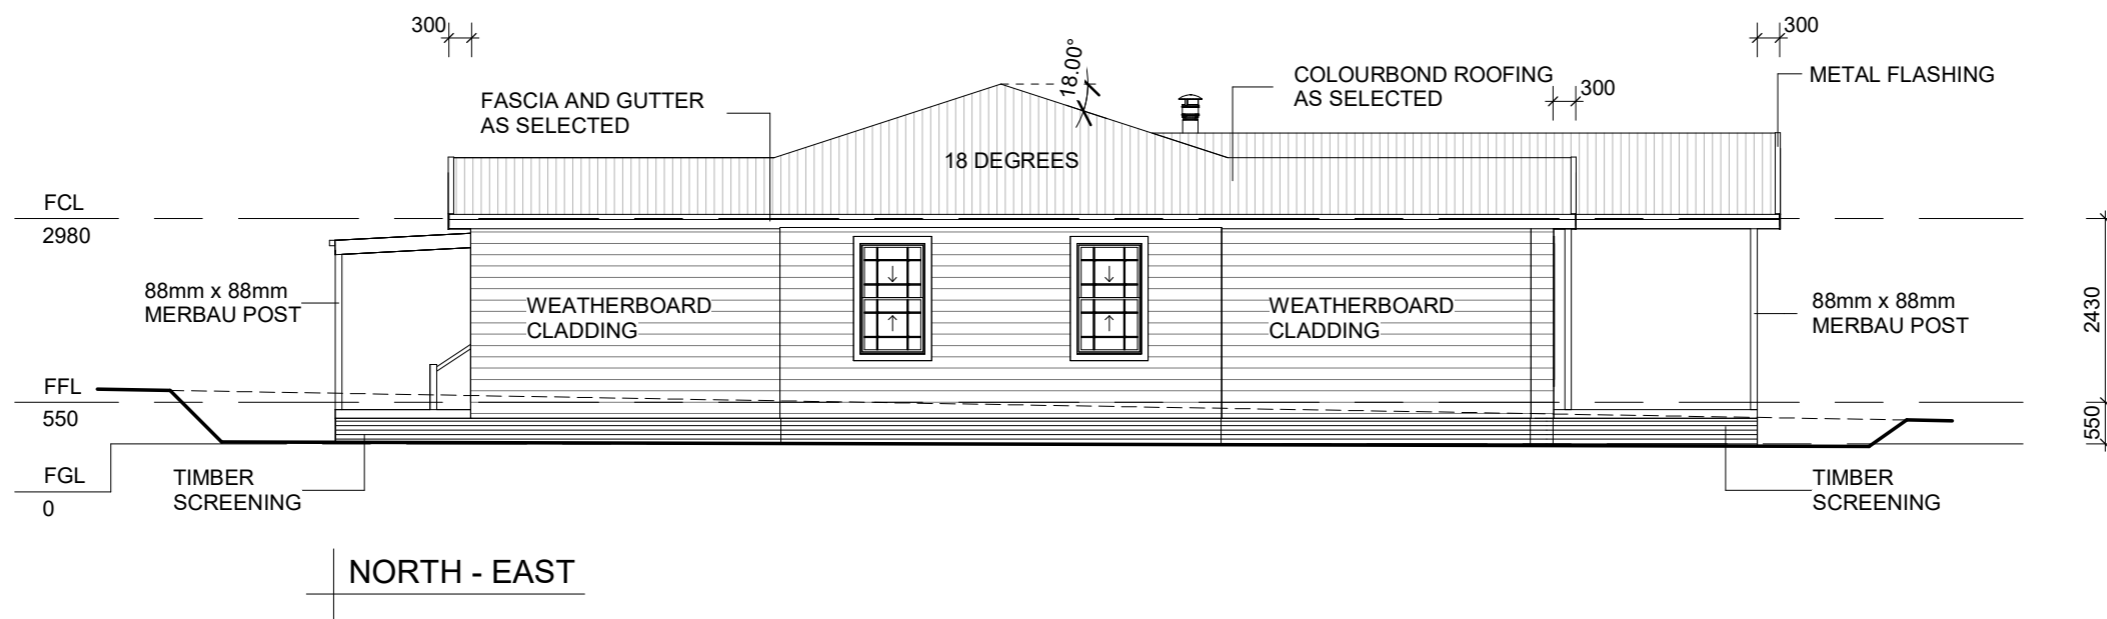 300
300
18.00°
COLOURBOND ROOFING
AS SELECTED
METAL FLASHING
300
FASCIA AND GUTTER
AS SELECTED
18 DEGREES
FCL
2980
88mm x 88mm
MERBAU POST
WEATHERBOARD
CLADDING
WEATHERBOARD
CLADDING
88mm x 88mm
MERBAU POST
2430
FFL
550
550
FGL
0
TIMBER
SCREENING
TIMBER
SCREENING
NORTH - EAST